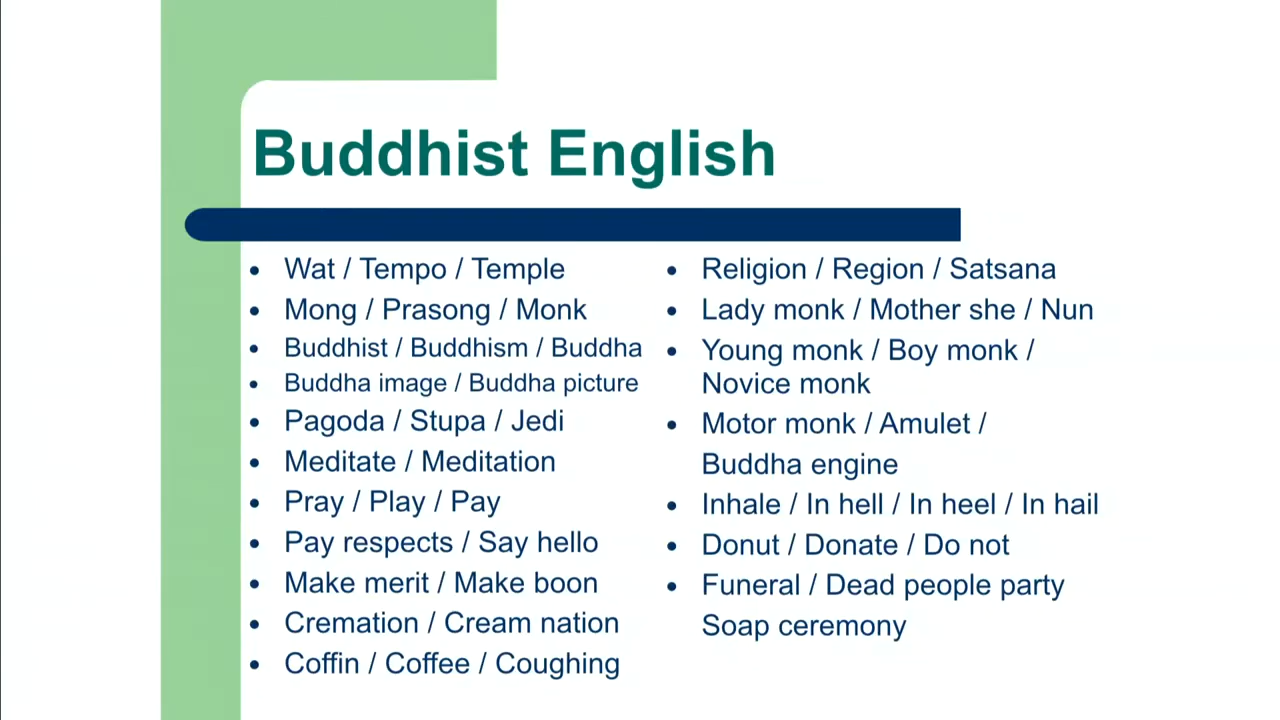 Buddhist English
Wat / Tempo / Temple
Mong / Prasong / Monk
Buddhist / Buddhism / Buddha
Buddha image / Buddha picture
Pagoda / Stupa / Jedi
Meditate / Meditation
Pray / Play / Pay
Pay respects / Say hello
Make merit / Make boon
Cremation / Cream nation
Coffin / Coffee / Coughing
Religion / Region / Satsana
Lady monk / Mother she / Nun
Young monk / Boy monk /
Novice monk
Motor monk / Amulet /
Buddha engine
Inhale / In hell / In heel / In hail
Donut / Donate / Do not
Funeral / Dead people party
Soap ceremony